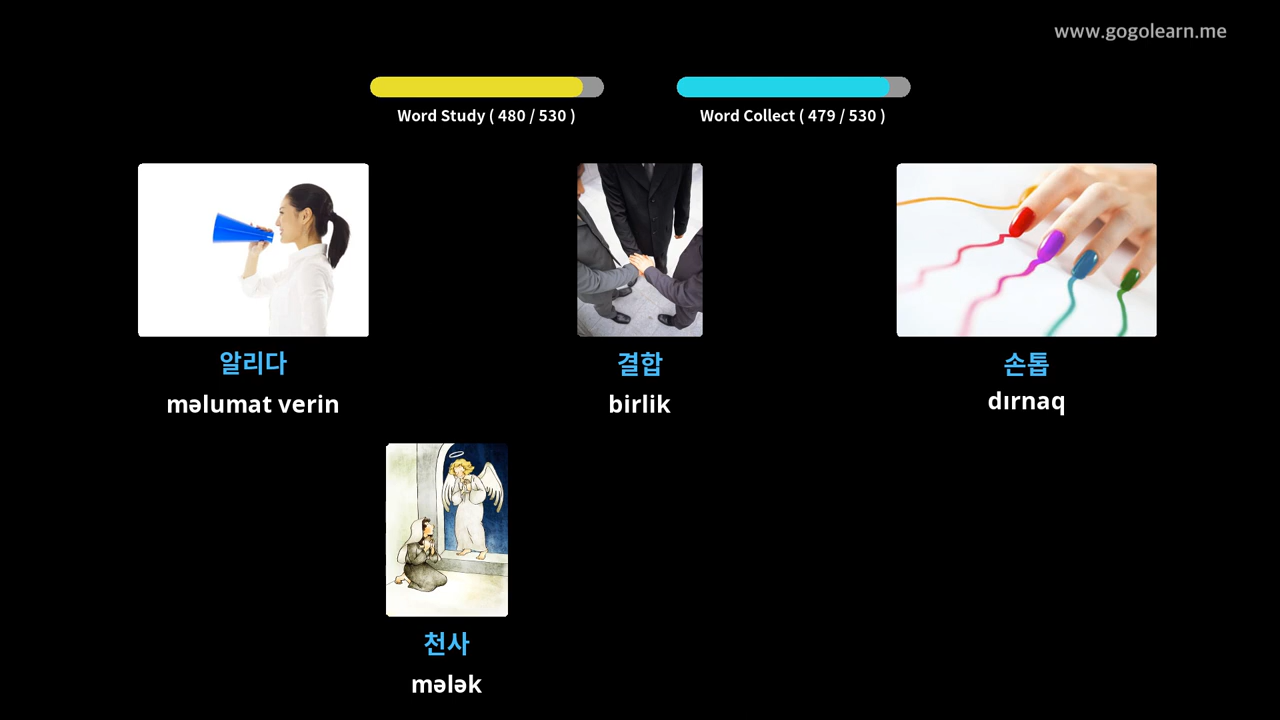 www.gogolearn.me
Word Study ( 480 / 530 )
Word Collect ( 479 / 530 )
알리다
məlumat verin
결합
birlik
손톱
dırnaq
천사
mələk